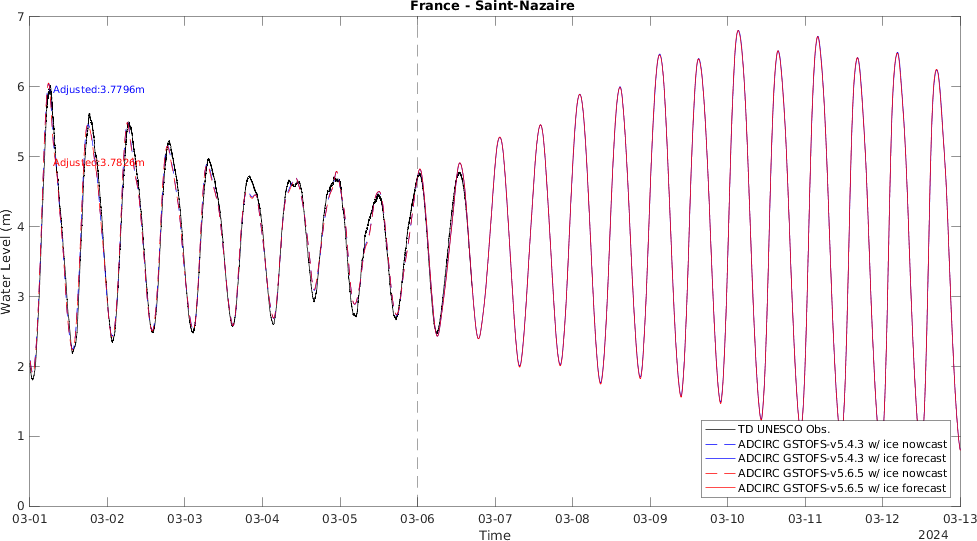 France - Saint-Nazaire
7
6
5
4
3
2
1
0
Water Level (m)
Adjusted:3.7796m
Adjusted:3.7826m
TD UNESCO Obs.
ADCIRC GSTOFS-v5.4.3 w/ ice nowcast
ADCIRC GSTOFS-v5.4.3 w/ ice forecast
ADCIRC GSTOFS-v5.6.5 w/ ice nowcast
ADCIRC GSTOFS-v5.6.5 w/ ice forecast
03-01 03-02 03-03 03-04 03-05 03-06 03-07 03-08 03-09 03-10 03-11 03-12 03-13
Time
2024